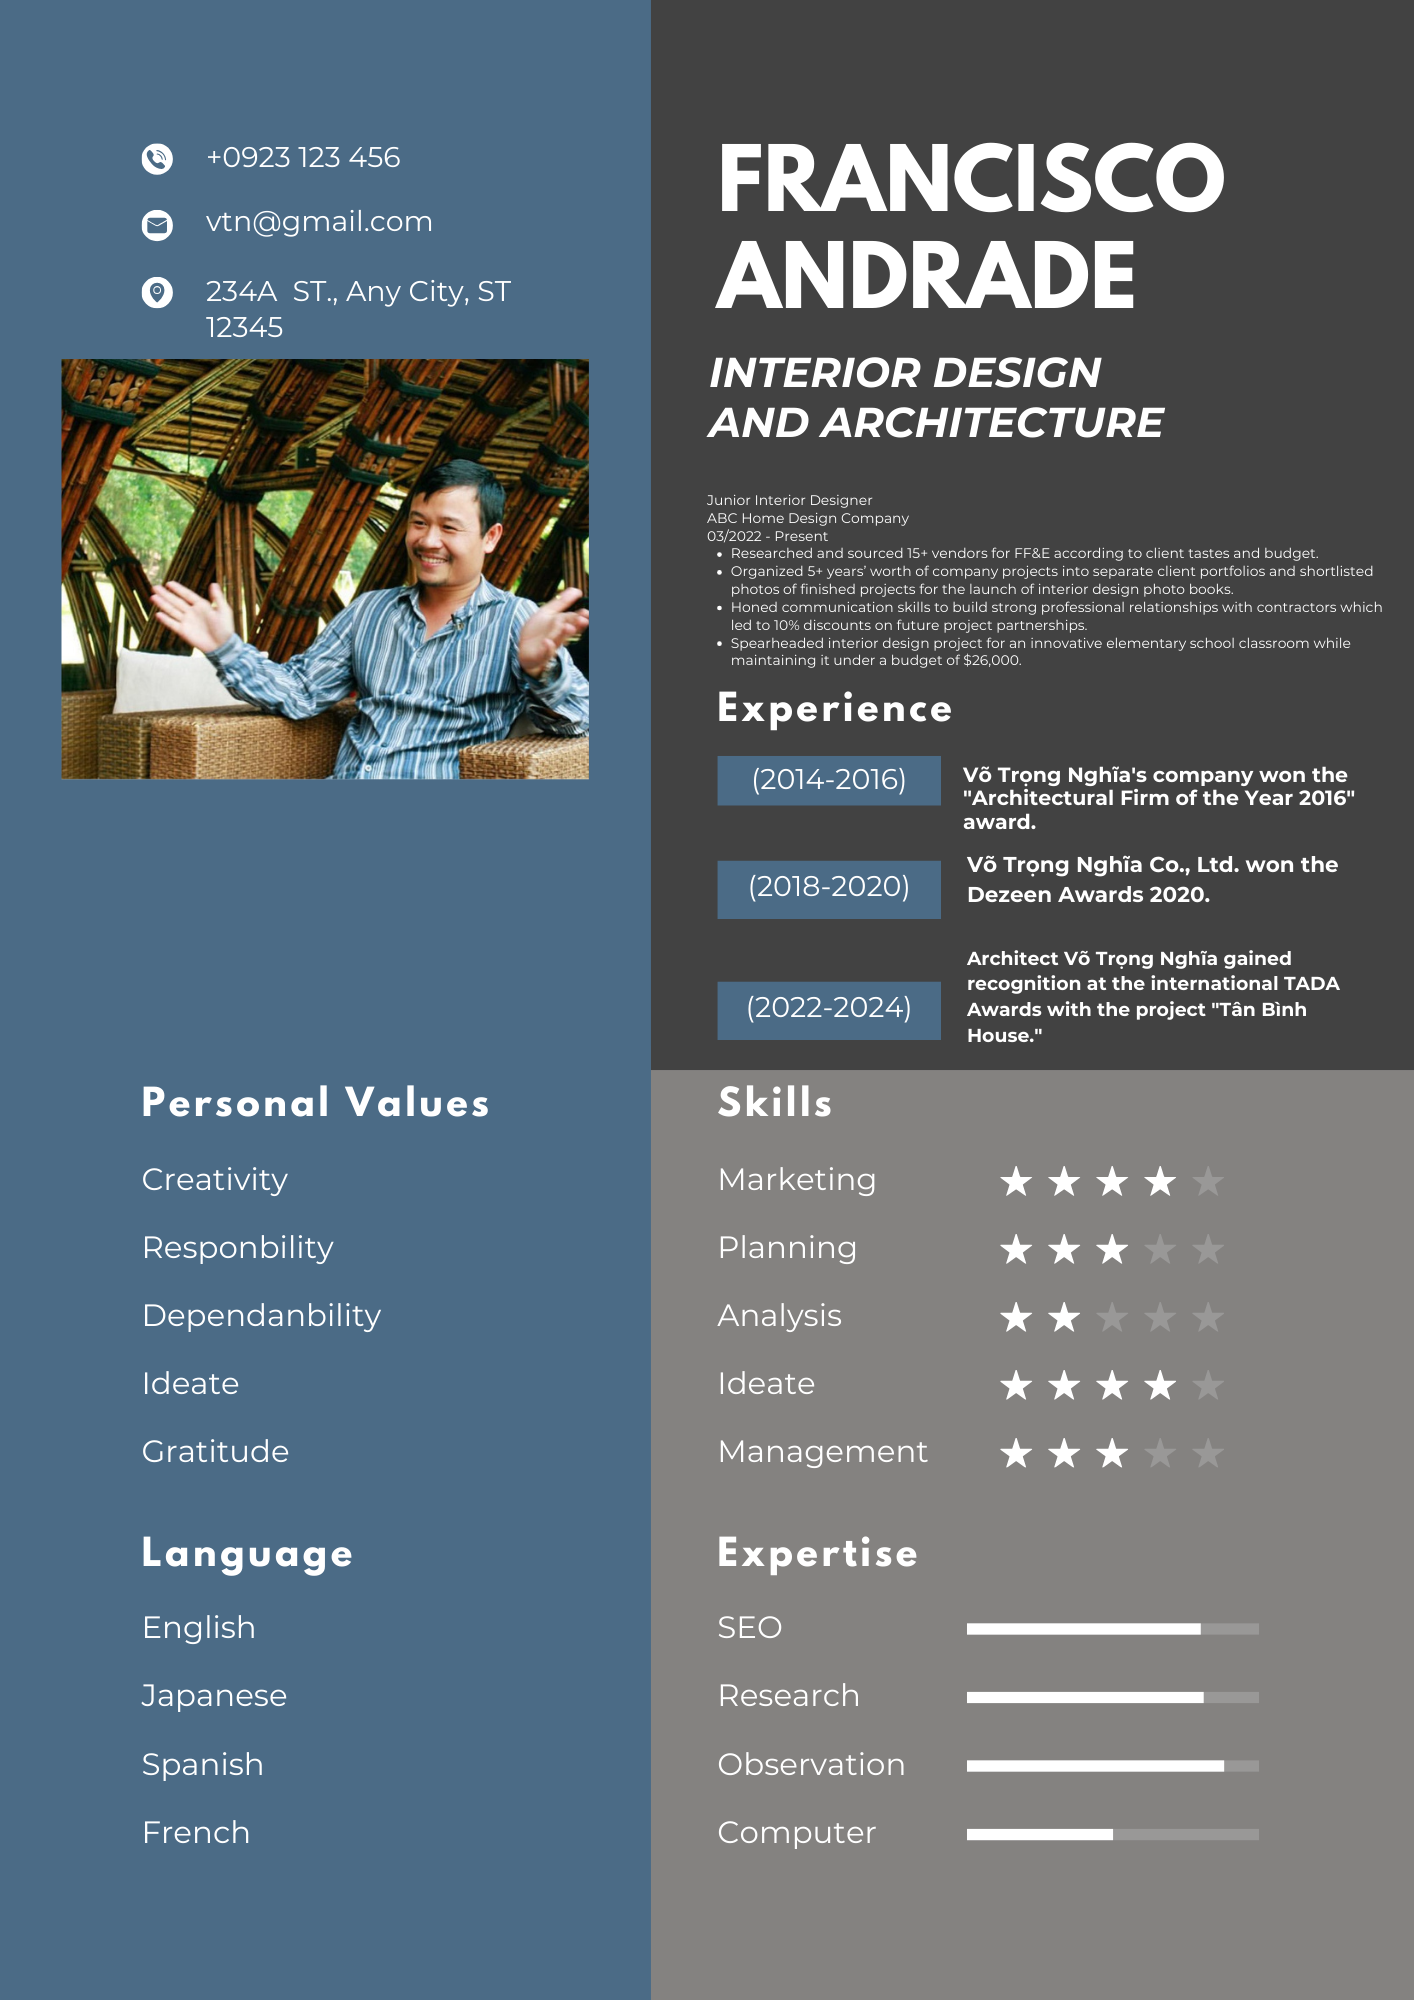 +0923 123 456
vtn@gmail.com
234A  ST., Any City, ST
12345
FRANCISCO
ANDRADE
INTERIOR DESIGN
AND ARCHITECTURE
Junior Interior Designer
ABC Home Design Company
03/2022 - Present
• Researched and sourced 15+ vendors for FF&E according to client tastes and budget.
• Organized 5+ years’ worth of company projects into separate client portfolios and shortlisted
photos of finished projects for the launch of interior design photo books.
• Honed communication skills to build strong professional relationships with contractors which
led to 10% discounts on future project partnerships.
• Spearheaded interior design project for an innovative elementary school classroom while
maintaining it under a budget of $26,000.
Experience
(2014-2016)
Võ Trọng Nghĩa's company won the
"Architectural Firm of the Year 2016"
award.
(2018-2020)
Võ Trọng Nghĩa Co., Ltd. won the
Dezeen Awards 2020.
(2022-2024)
Architect Võ Trọng Nghĩa gained
recognition at the international TADA
Awards with the project "Tân Bình
House."
Personal Values
Creativity
Responbility
Dependanbility
Ideate
Gratitude
Language
English
Japanese
Spanish
French
Skills
Marketing
Planning
Analysis
Ideate
Management
Expertise
SEO
Research
Observation
Computer